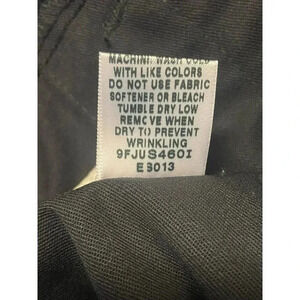 MACHINE WASH COLD
WITH LIKE COLORS
DO NOT USE FABRIC
SOFTENER OR BLEACH
TUMBLE DRY LOW
REMOVE WHEN
DRY TO PREVENT
WRINKLING
9FJUS460I
E3013